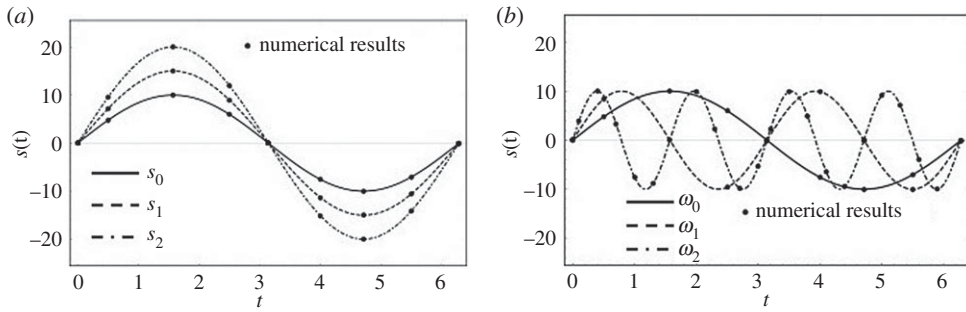 (a)
20
10
0
−10
−20
s(t)
numerical results
s0
s1
s2
0 1 2 3 4 5 6
t
(b)
20
10
0
−10
−20
s(t)
ω0
ω1
ω2
numerical results
0 1 2 3 4 5 6
t